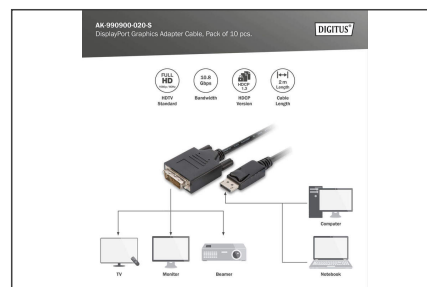 AK-990900-020-S
DisplayPort Graphics Adapter Cable, Pack of 10 pcs.
DIGITUS®
FULL
HD
HDTV
Standard
10.8
Gbps
Bandwidth
HDCP
1.3
HDCP
Version
2 m
Length
Cable
Length
Computer
TV
Monitor
Beamer
Notebook